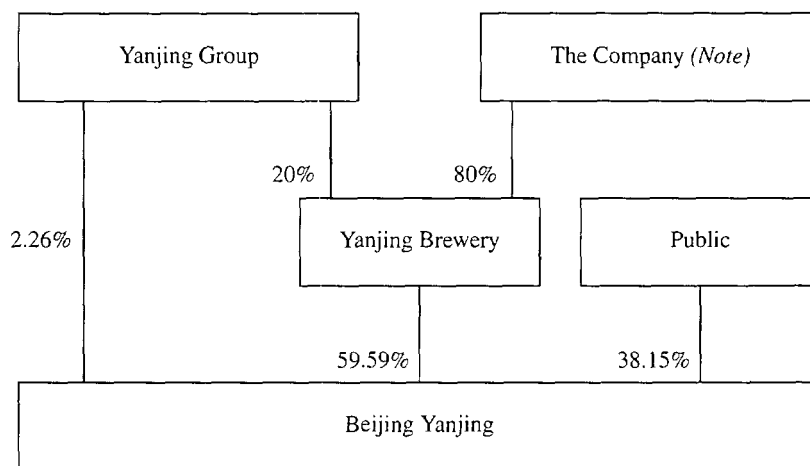 Yanjing Group
The Company (Note)
20%
80%
2.26%
Yanjing Brewery
Public
59.59%
38.15%
Beijing Yanjing